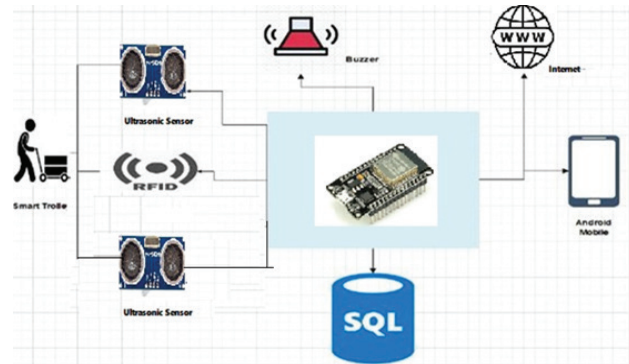 Buzzer
WWW
Internet
Ultrasonic Sensor
RFID
Smart Trolle
Android
Mobile
Ultrasonic Sensor
SQL